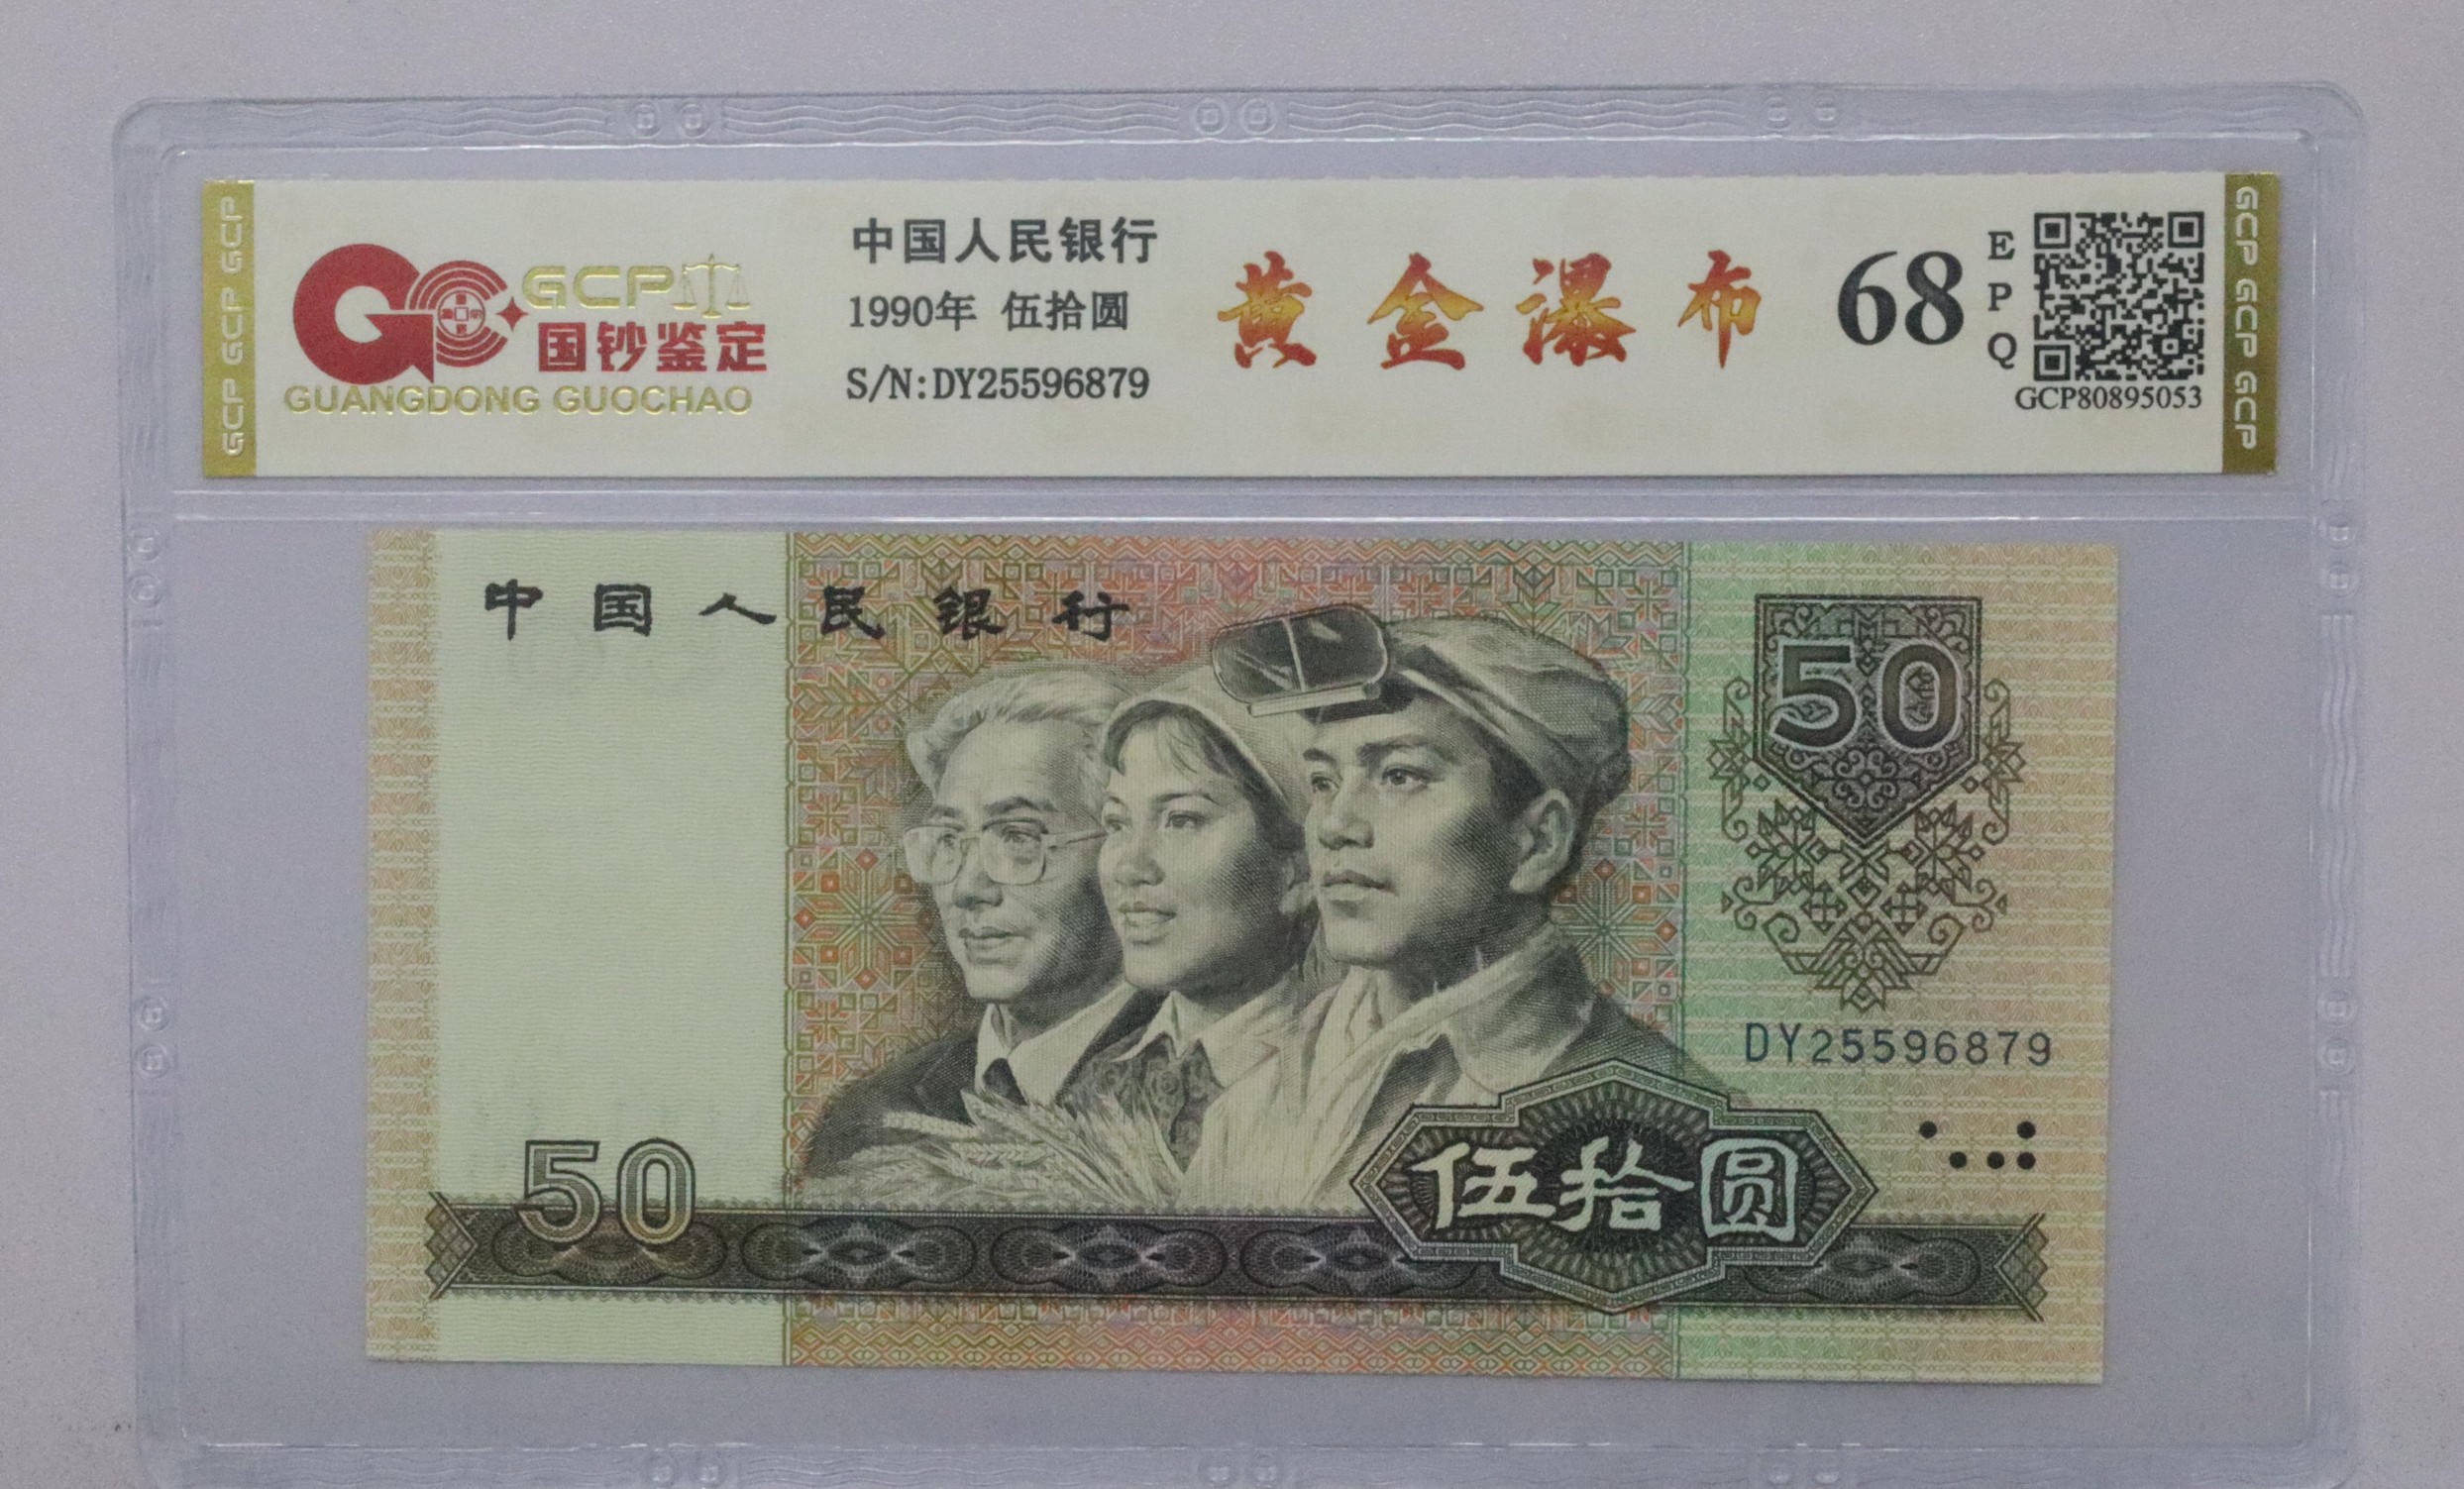 GCP GCP GCP
GCP
国钞鉴定
GUANGDONG GUOCHAO
中国人民银行
1990年 伍拾圆
S/N:DY25596879
黄金瀑布
68
EPQ
GCP80895053
GCP GCP GCP
中国人民银行
50
DY25596879
50
伍拾圆